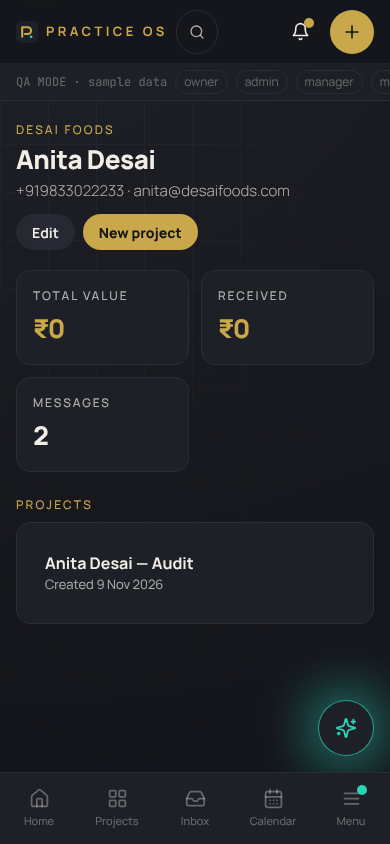 PRACTICE OS
QA MODE · sample data owner admin manager
DESAI FOODS
Anita Desai
+919833022233 · anita@desaifoods.com
Edit New project
TOTAL VALUE
₹0
RECEIVED
₹0
MESSAGES
2
PROJECTS
Anita Desai — Audit
Created 9 Nov 2026
Home Projects Inbox Calendar Menu